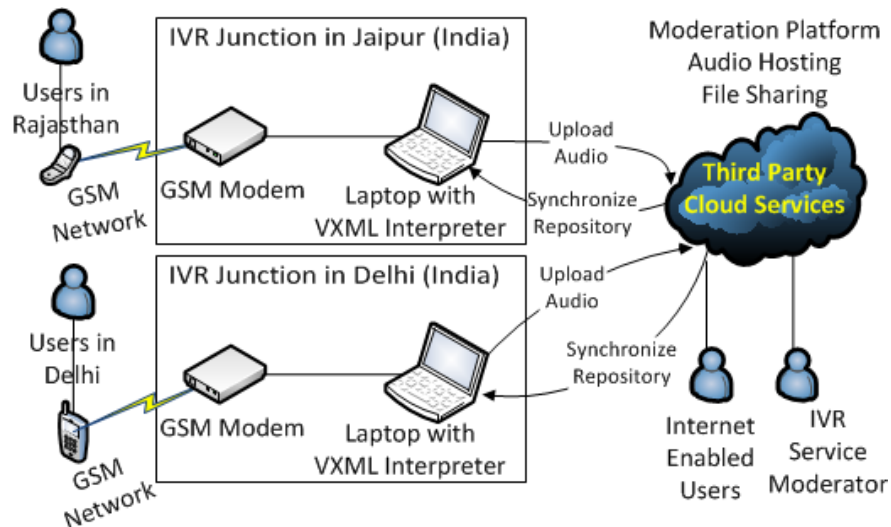 IVR Junction in Jaipur (India)
Users in
Rajasthan
GSM
Network
GSM Modem
Laptop with
VXML Interpreter
Upload
Audio
Synchronize
Repository
Moderation Platform
Audio Hosting
File Sharing
Third Party
Cloud Services
IVR Junction in Delhi (India)
Users in
Delhi
GSM
Network
GSM Modem
Laptop with
VXML Interpreter
Upload
Audio
Synchronize
Repository
Internet
Enabled
Users
IVR
Service
Moderator